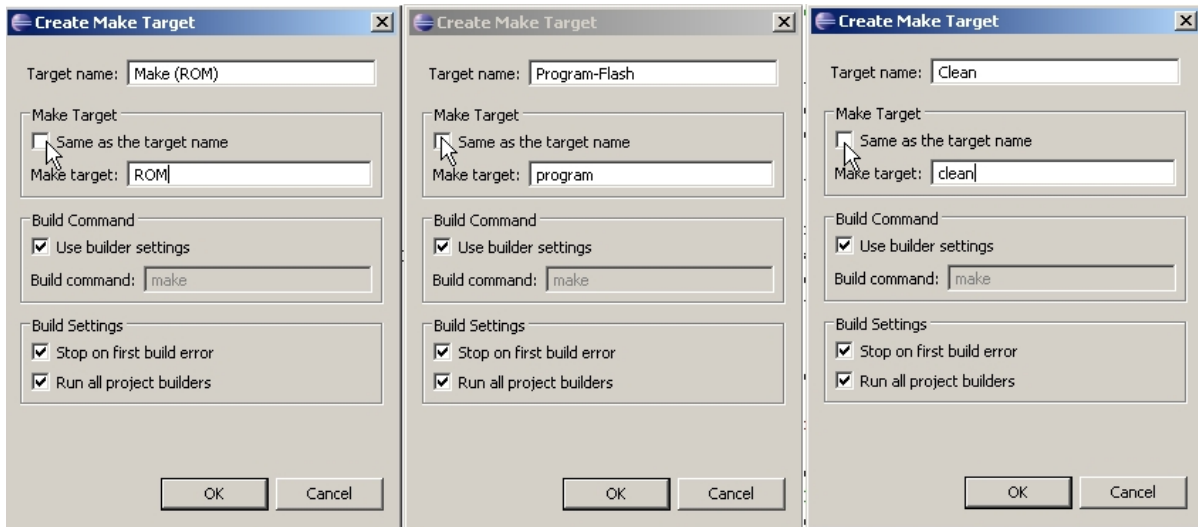 Create Make Target
Target name: Make (ROM)
Make Target
Same as the target name
Make target: ROM
Build Command
Use builder settings
Build command: make
Build Settings
Stop on first build error
Run all project builders
OK Cancel
Create Make Target
Target name: Program-Flash
Make Target
Same as the target name
Make target: program
Build Command
Use builder settings
Build command: make
Build Settings
Stop on first build error
Run all project builders
OK Cancel
Create Make Target
Target name: Clean
Make Target
Same as the target name
Make target: clean
Build Command
Use builder settings
Build command: make
Build Settings
Stop on first build error
Run all project builders
OK Cancel